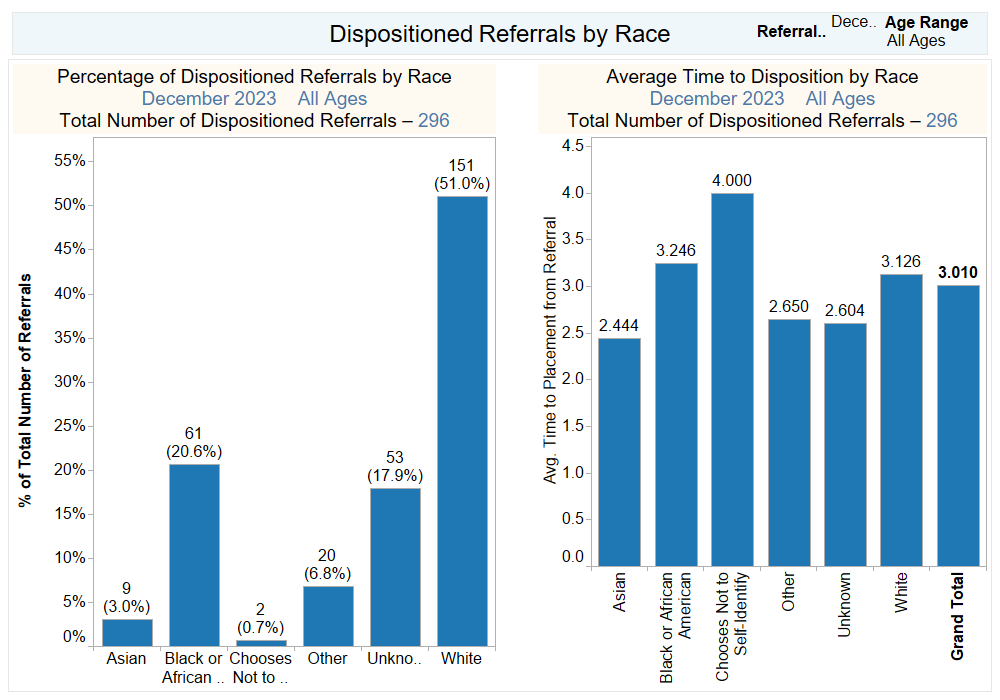 Dispositioned Referrals by Race
Referral..
Dece..
Age Range
All Ages
Percentage of Dispositioned Referrals by Race
December 2023 All Ages
Total Number of Dispositioned Referrals – 296
% of Total Number of Referrals
55%
50%
45%
40%
35%
30%
25%
20%
15%
10%
5%
0%
9
(3.0%)
61
(20.6%)
2
(0.7%)
20
(6.8%)
53
(17.9%)
151
(51.0%)
Asian
Black or
African ..
Chooses
Not to ..
Other
Unkno..
White
Average Time to Disposition by Race
December 2023 All Ages
Total Number of Dispositioned Referrals – 296
Avg. Time to Placement from Referral
4.5
4.0
3.5
3.0
2.5
2.0
1.5
1.0
0.5
0.0
2.444
3.246
4.000
2.650
2.604
3.126
3.010
Asian
Black or African
American
Chooses Not to
Self-Identify
Other
Unknown
White
Grand Total